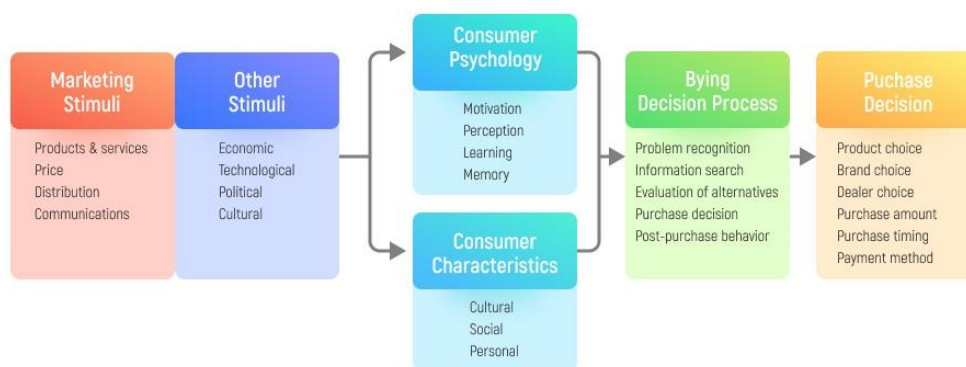 Marketing
Stimuli
Products & services
Price
Distribution
Communications
Other
Stimuli
Economic
Technological
Political
Cultural
Consumer
Psychology
Motivation
Perception
Learning
Memory
Consumer
Characteristics
Cultural
Social
Personal
Bying
Decision Process
Problem recognition
Information search
Evaluation of alternatives
Purchase decision
Post-purchase behavior
Puchase
Decision
Product choice
Brand choice
Dealer choice
Purchase amount
Purchase timing
Payment method